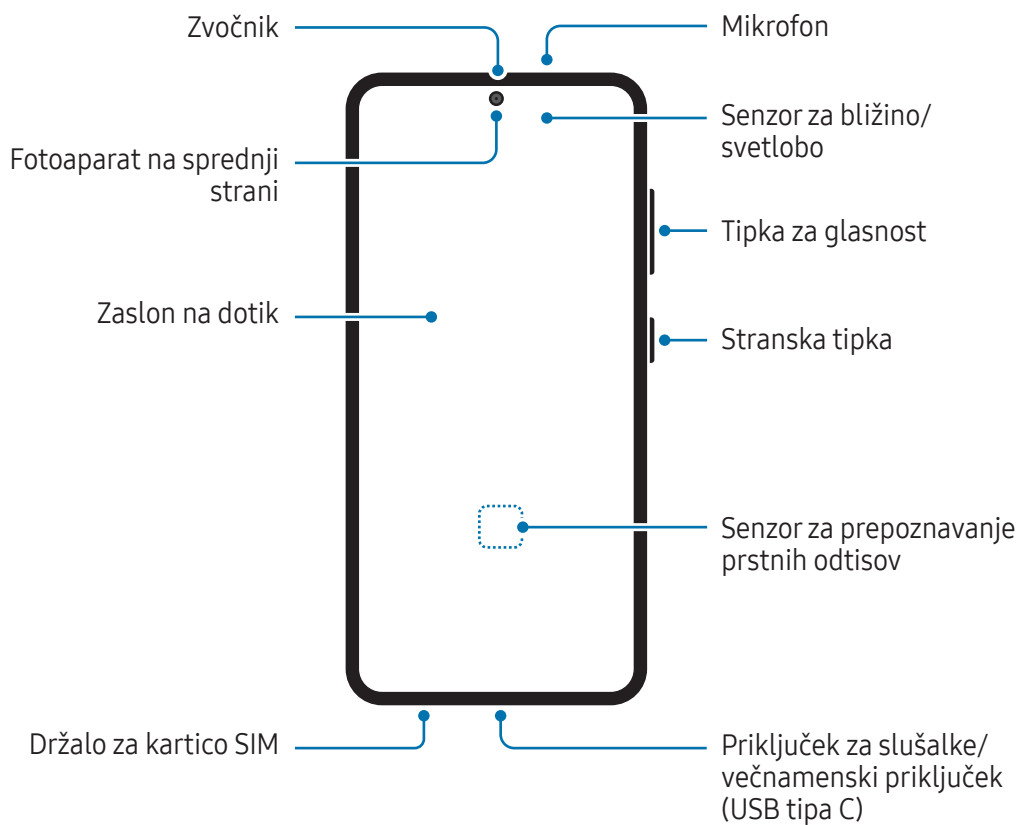 Zvočnik
Mikrofon
Senzor za bližino/
svetlobo
Fotoaparat na sprednji
strani
Tipka za glasnost
Zaslon na dotik
Stranska tipka
Senzor za prepoznavanje
prstnih odtisov
Držalo za kartico SIM
Priključek za slušalke/
večnamenski priključek
(USB tipa C)